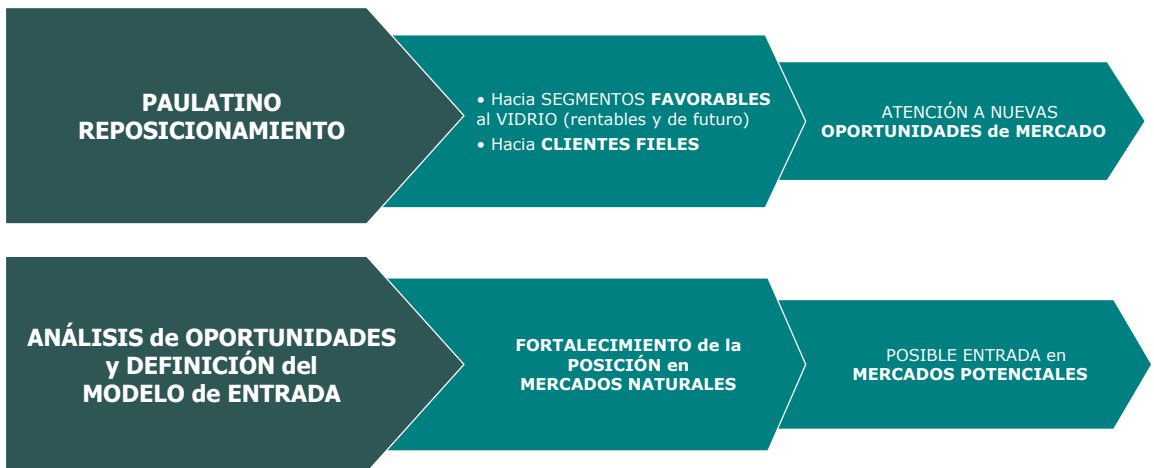 PAULATINO
REPOSICIONAMIENTO
• Hacia SEGMENTOS FAVORABLES
al VIDRIO (rentables y de futuro)
• Hacia CLIENTES FIELES
ATENCIÓN A NUEVAS
OPORTUNIDADES de MERCADO
ANÁLISIS de OPORTUNIDADES
y DEFINICIÓN del
MODELO de ENTRADA
FORTALECIMIENTO de la
POSICIÓN en
MERCADOS NATURALES
POSIBLE ENTRADA en
MERCADOS POTENCIALES